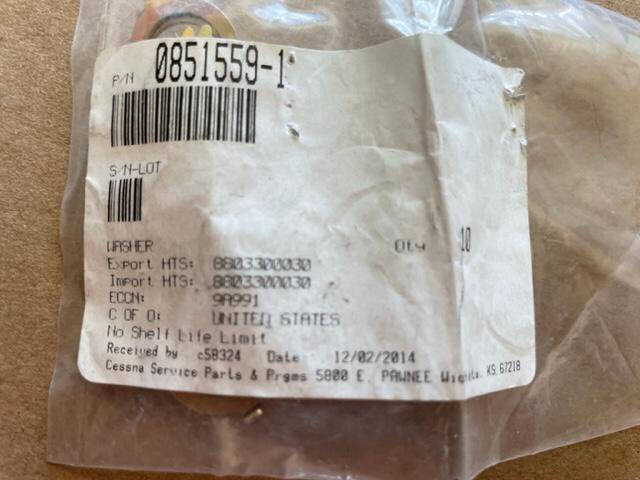 P/N 0851559-1
S/N-LOT
WASHER Qty 10
Export HTS: 8803300030
Import HTS: 8803300030
ECCN: 9A991
C OF O: UNITED STATES
No Shelf Life Limit
Received by c58324 Date 12/02/2014
Cessna Service Parts & Prgms 5800 E. PAWNEE Wichita, KS. 67218